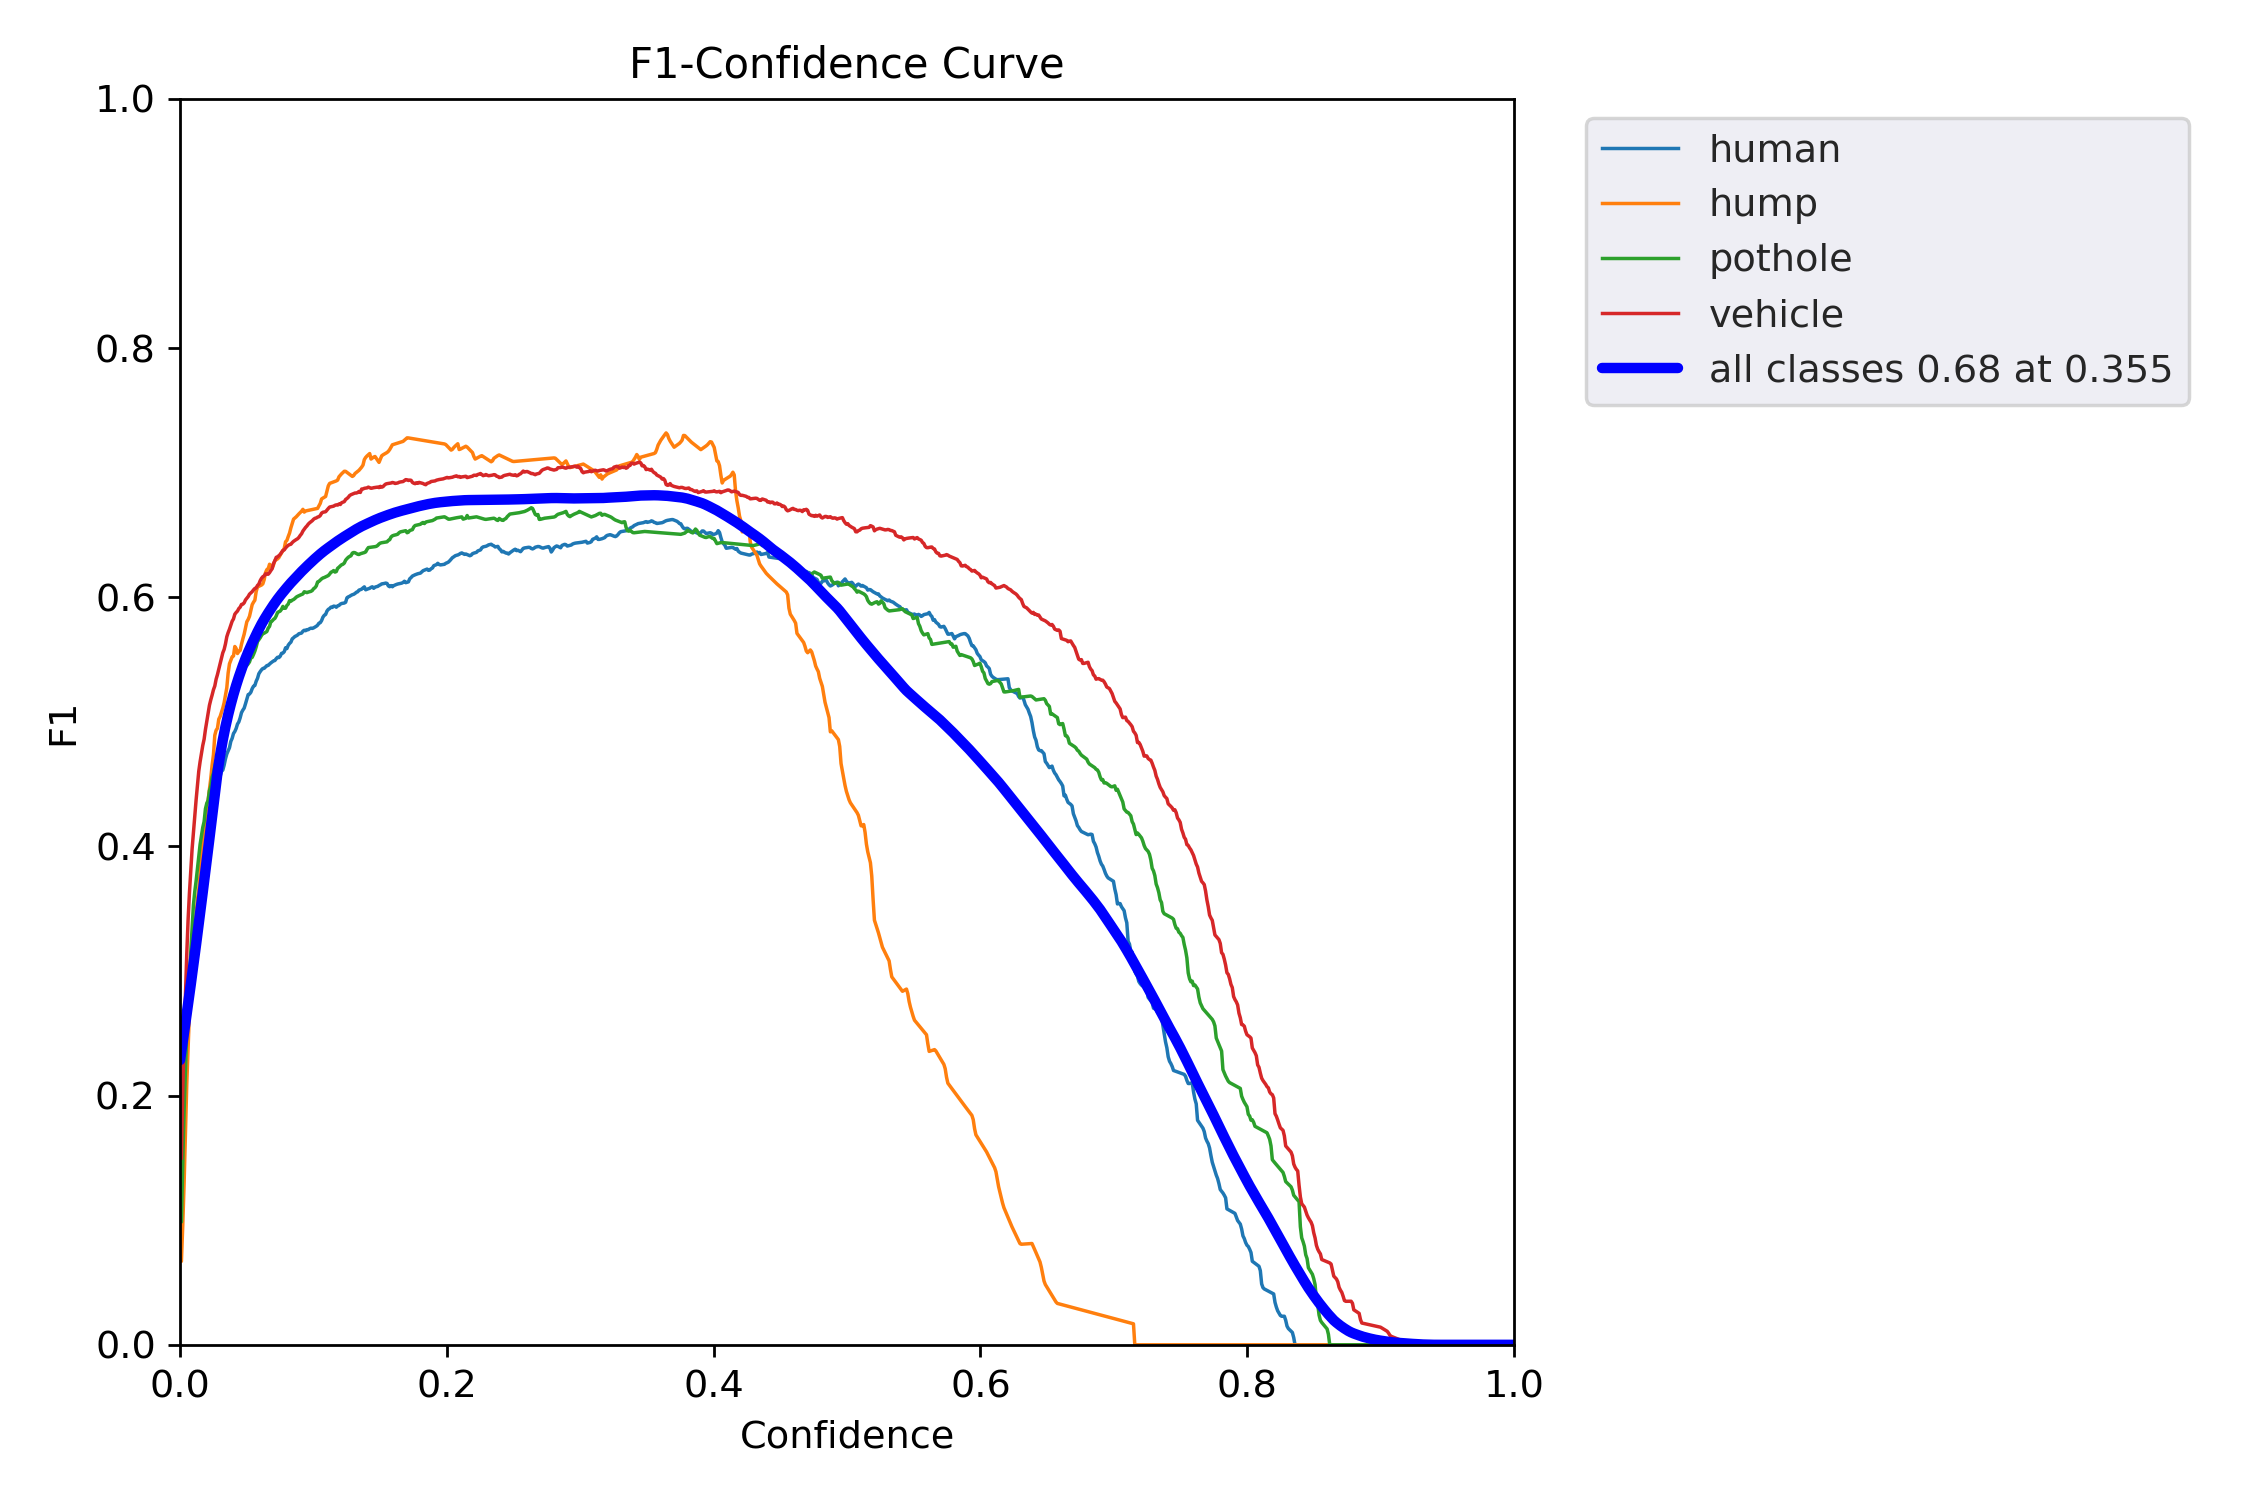 F1-Confidence Curve
1.0
0.8
0.6
0.4
0.2
0.0
F1
0.0 0.2 0.4 0.6 0.8 1.0
Confidence
human
hump
pothole
vehicle
all classes 0.68 at 0.355